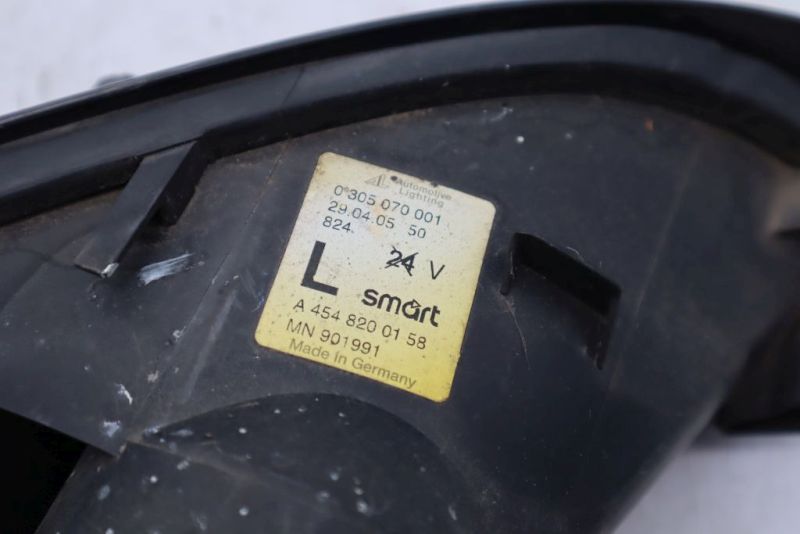 AL Automotive
Lighting
0 305 070 001
29.04.05 50
824
L 24 V
smart
A 454 820 01 58
MN 901991
Made in Germany